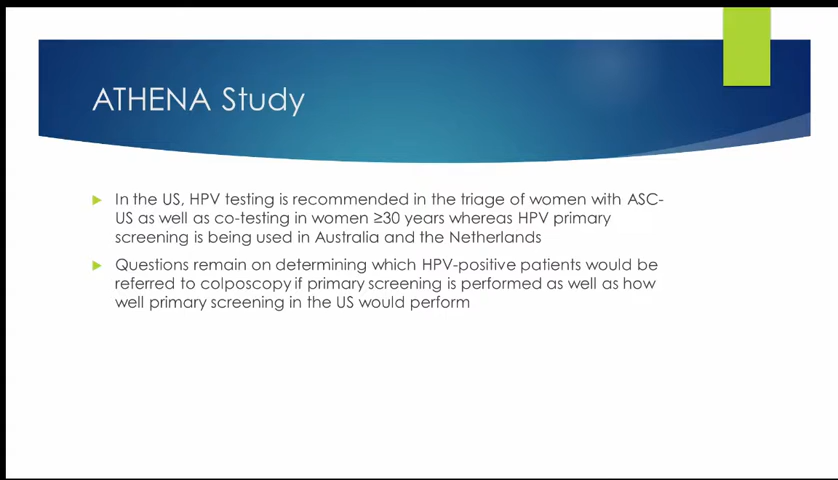 ATHENA Study
► In the US, HPV testing is recommended in the triage of women with ASC-
US as well as co-testing in women ≥30 years whereas HPV primary
screening is being used in Australia and the Netherlands
► Questions remain on determining which HPV-positive patients would be
referred to colposcopy if primary screening is performed as well as how
well primary screening in the US would perform